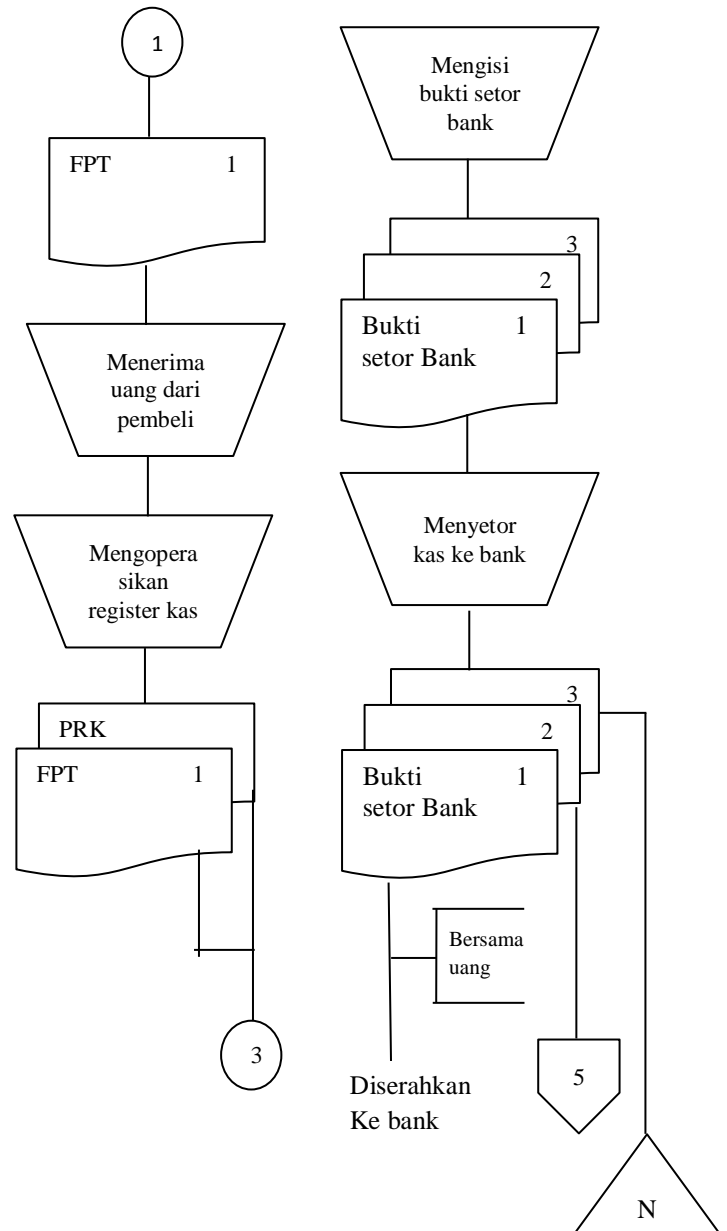 1
FPT 1
Menerima
uang dari
pembeli
Mengopera
sikan
register kas
PRK
FPT 1
3
Mengisi
bukti setor
bank
3
2
Bukti 1
setor Bank
Menyetor
kas ke bank
3
2
Bukti 1
setor Bank
Bersama
uang
Diserahkan
Ke bank
5
N